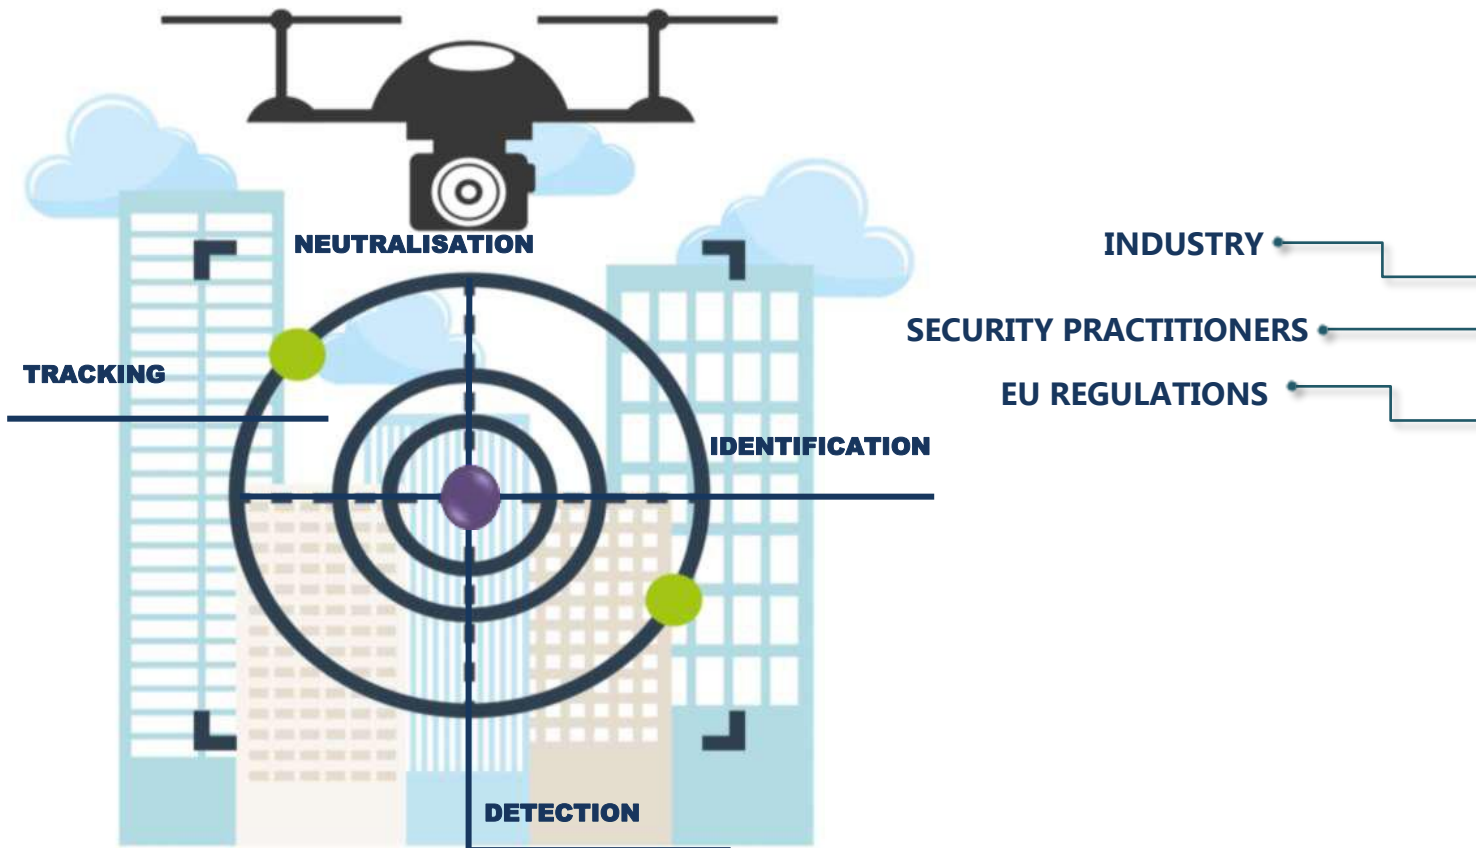 NEUTRALISATION
TRACKING
IDENTIFICATION
DETECTION
INDUSTRY
SECURITY PRACTITIONERS
EU REGULATIONS